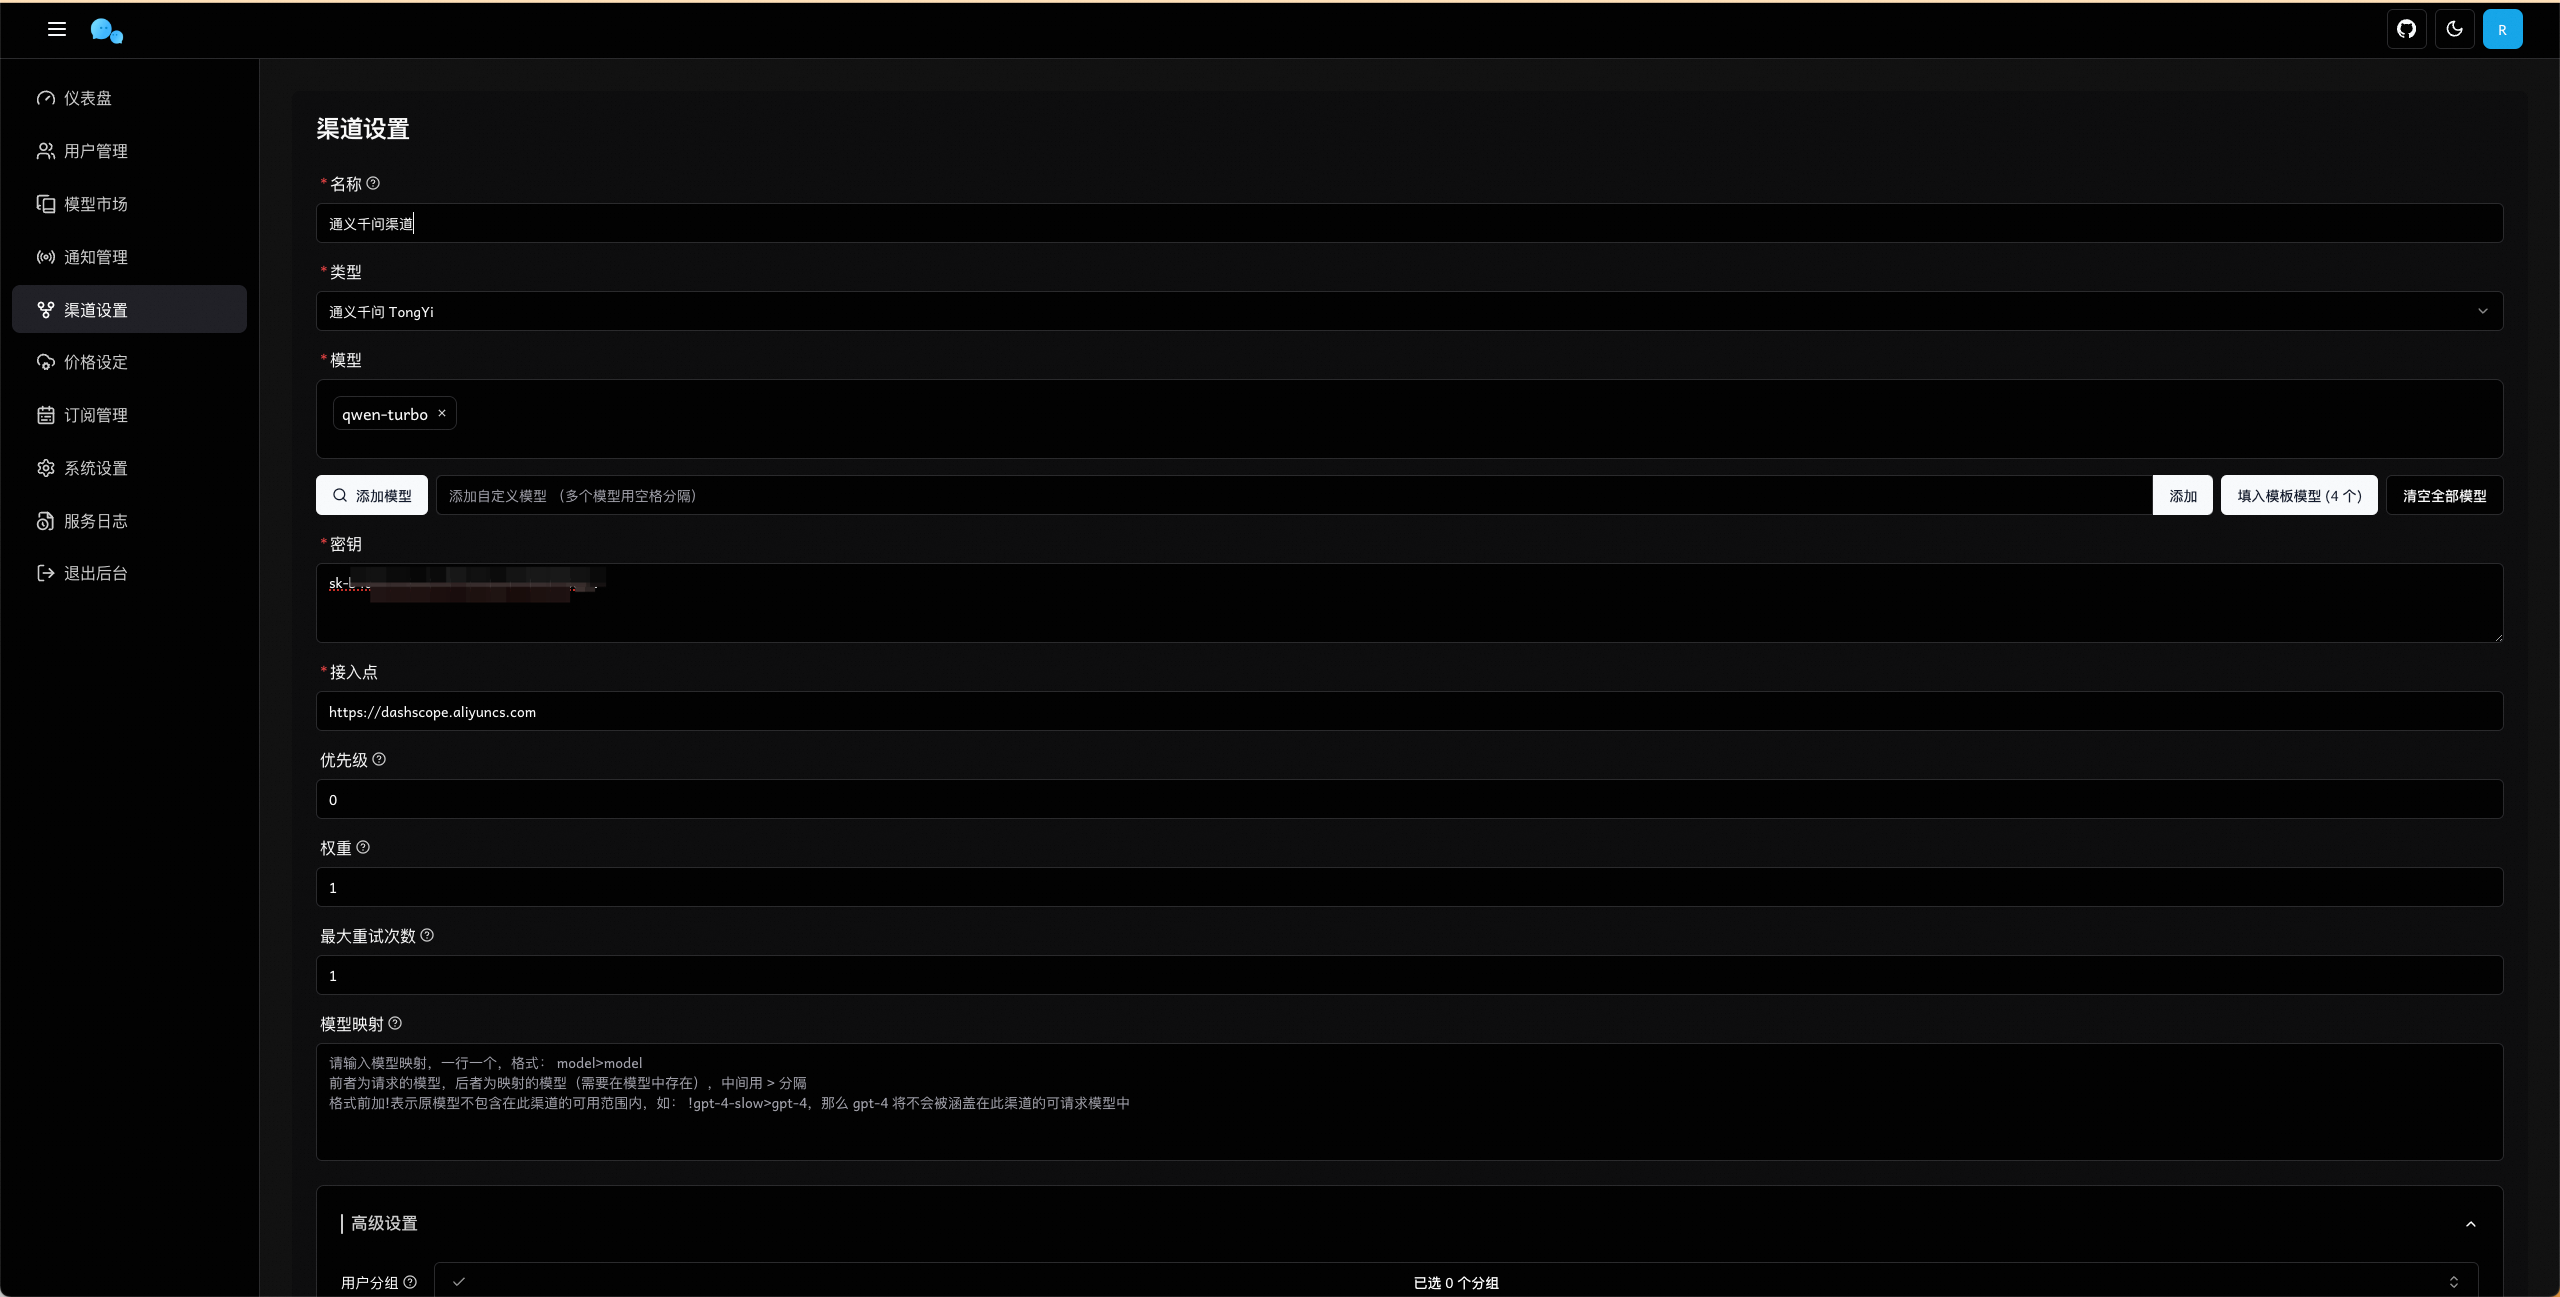 R
仪表盘
用户管理
模型市场
通知管理
渠道设置
价格设定
订阅管理
系统设置
服务日志
退出后台
渠道设置
*名称
通义千问渠道
*类型
通义千问 TongYi
*模型
qwen-turbo ×
添加模型 添加自定义模型 （多个模型用空格分隔） 添加 填入模板模型 (4 个) 清空全部模型
*密钥
sk-
*接入点
https://dashscope.aliyuncs.com
优先级
0
权重
1
最大重试次数
1
模型映射
请输入模型映射，一行一个，格式： model>model
前者为请求的模型，后者为映射的模型（需要在模型中存在），中间用 > 分隔
格式前加!表示原模型不包含在此渠道的可用范围内，如： !gpt-4-slow>gpt-4，那么 gpt-4 将不会被涵盖在此渠道的可请求模型中
高级设置
用户分组 已选 0 个分组